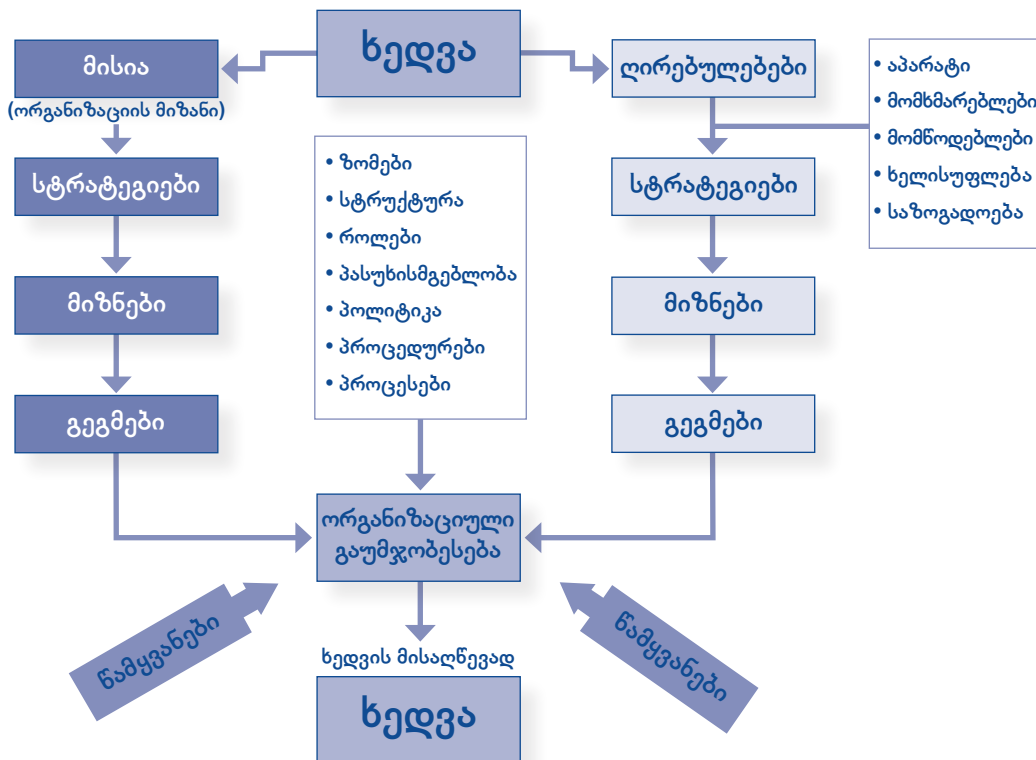 ხედვა
მისია
(ორგანიზაციის მიზანი)
სტრატეგიები
მიზნები
გეგმები
• ზომები
• სტრუქტურა
• როლები
• პასუხისმგებლობა
• პოლიტიკა
• პროცედურები
• პროცესები
ღირებულებები
• აპარატი
• მომხმარებლები
• მომწოდებლები
• ხელისუფლება
• საზოგადოება
სტრატეგიები
მიზნები
გეგმები
ორგანიზაციული
გაუმჯობესება
წამყვანები
წამყვანები
ხედვის მისაღწევად
ხედვა